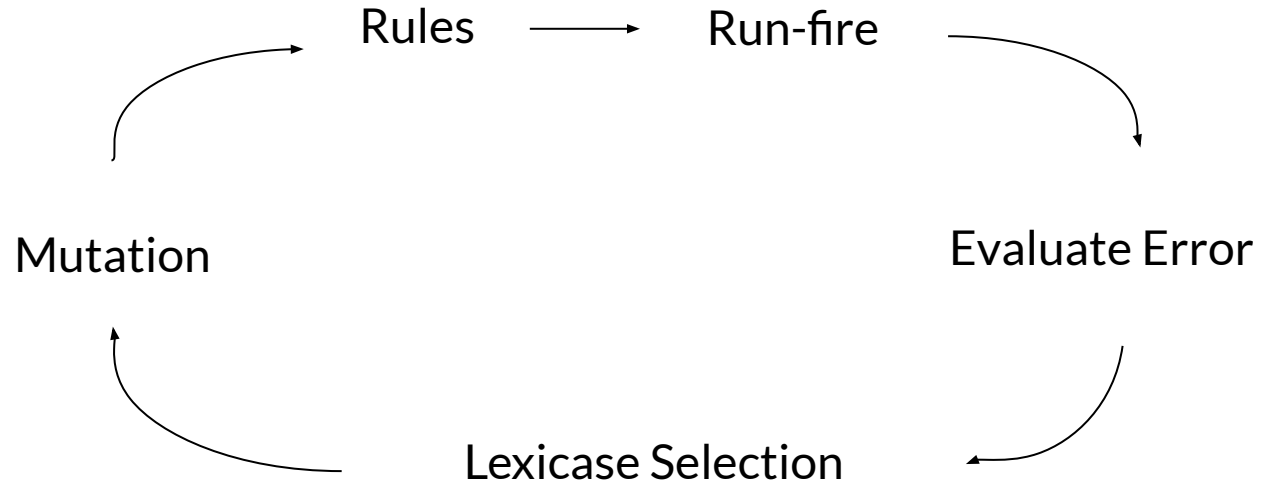 Rules
Run-fire
Evaluate Error
Lexicase Selection
Mutation